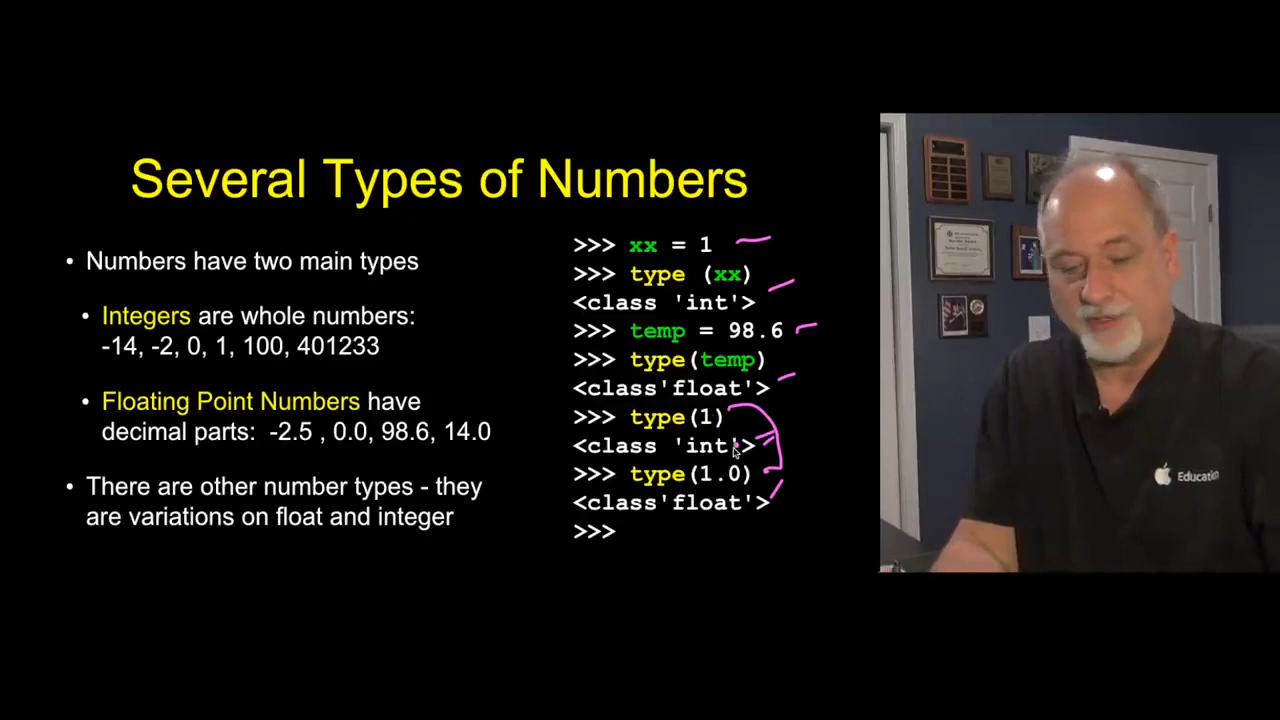 Several Types of Numbers
• Numbers have two main types
• Integers are whole numbers:
-14, -2, 0, 1, 100, 401233
• Floating Point Numbers have
decimal parts: -2.5 , 0.0, 98.6, 14.0
• There are other number types - they
are variations on float and integer
>>> xx = 1
>>> type (xx)
<class 'int'>
>>> temp = 98.6
>>> type(temp)
<class'float'>
>>> type(1)
<class 'int'>
>>> type(1.0)
<class'float'>
>>>
Education